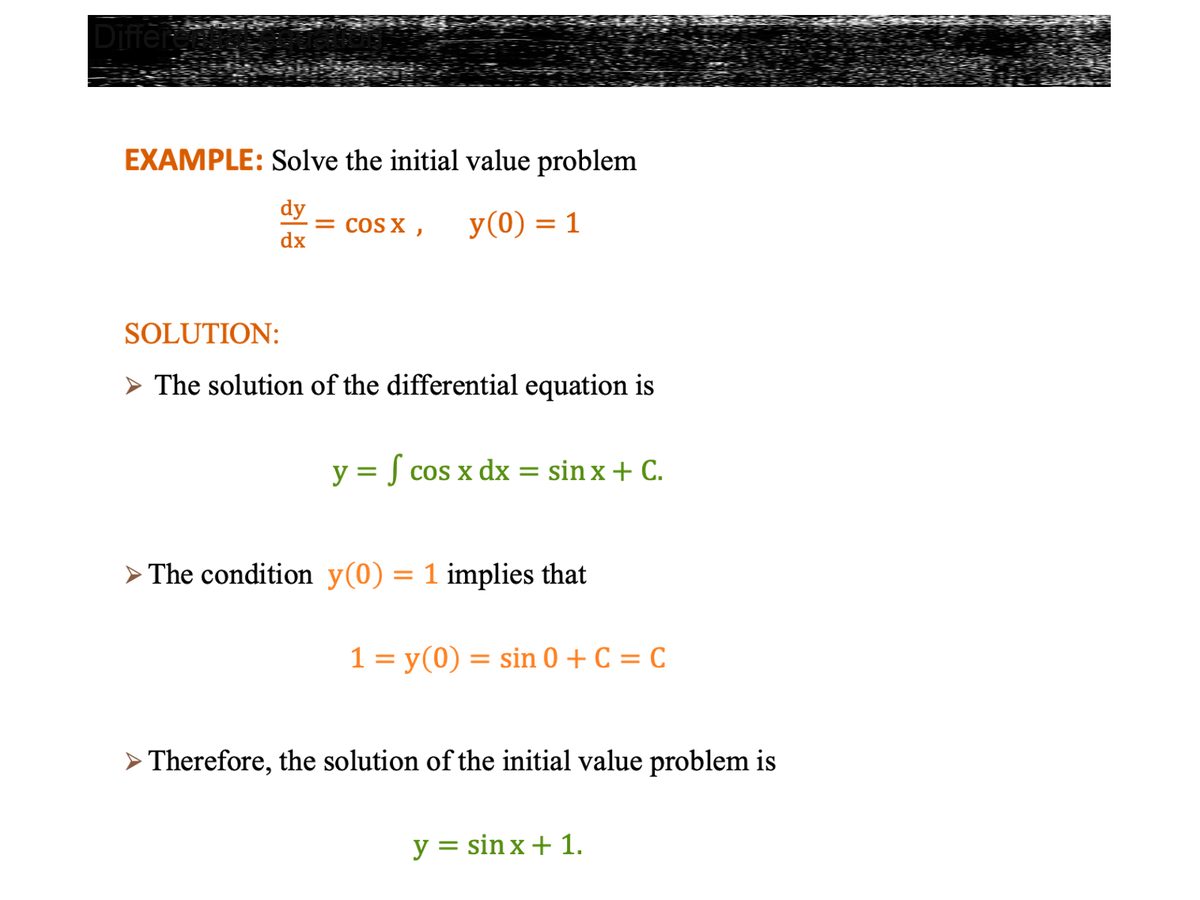 EXAMPLE: Solve the initial value problem
dy/dx = cos x , y(0) = 1
SOLUTION:
➢ The solution of the differential equation is
y = ∫ cos x dx = sin x + C.
➢ The condition y(0) = 1 implies that
1 = y(0) = sin 0 + C = C
➢ Therefore, the solution of the initial value problem is
y = sin x + 1.